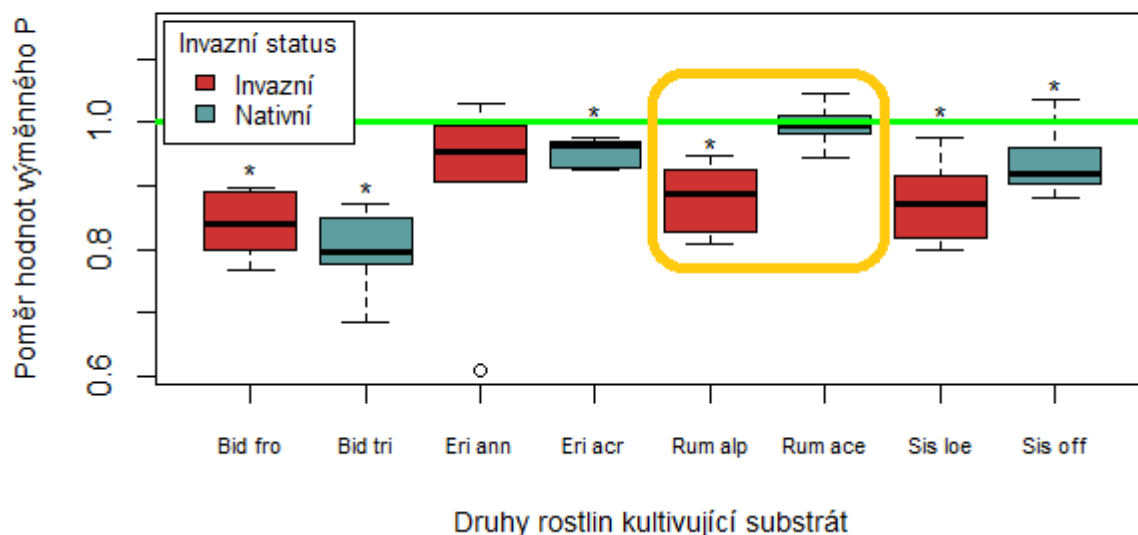 Poměr hodnot výměnného P
Invazní status
Invazní
Nativní
1.0
0.8
0.6
* * * * * *
Bid fro Bid tri Eri ann Eri acr Rum alp Rum ace Sis loe Sis off
Druhy rostlin kultivující substrát